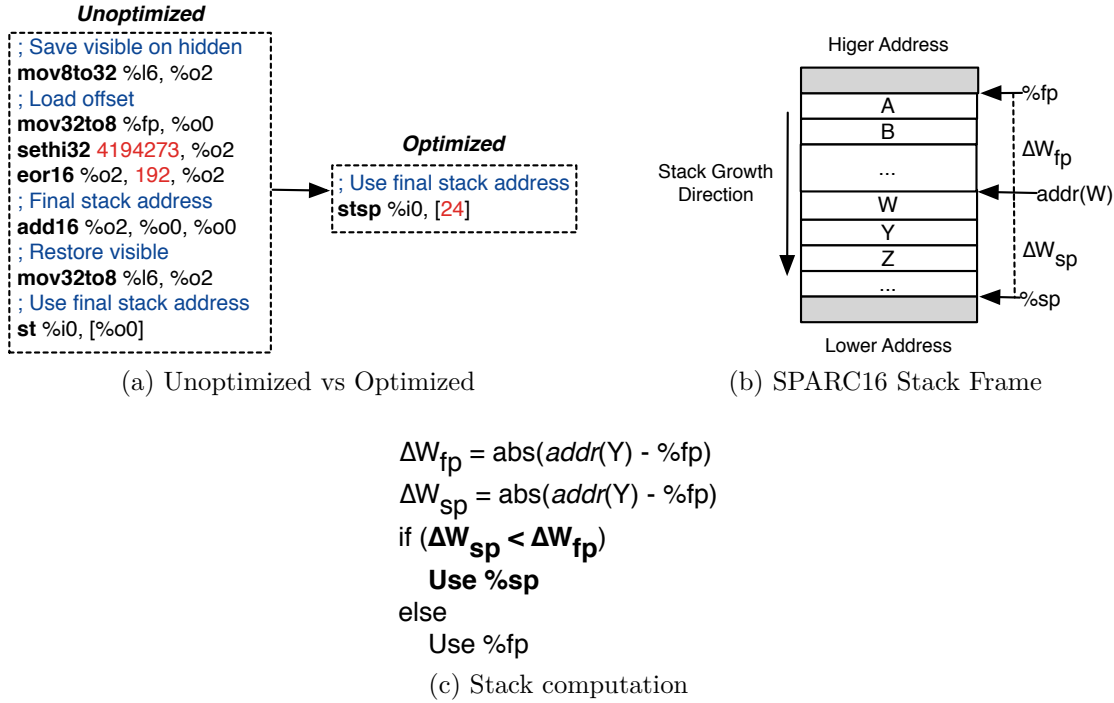 Unoptimized
; Save visible on hidden
mov8to32 %l6, %o2
; Load offset
mov32to8 %fp, %o0
sethi32 4194273, %o2
eor16 %o2, 192, %o2
; Final stack address
add16 %o2, %o0, %o0
; Restore visible
mov32to8 %l6, %o2
; Use final stack address
st %i0, [%o0]
Optimized
; Use final stack address
stsp %i0, [24]
(a) Unoptimized vs Optimized
Higer Address
%fp
A
B
ΔWfp
...
Stack Growth
Direction
addr(W)
W
Y
ΔWsp
Z
...
%sp
Lower Address
(b) SPARC16 Stack Frame
ΔWfp = abs(addr(Y) - %fp)
ΔWsp = abs(addr(Y) - %fp)
if (ΔWsp < ΔWfp)
Use %sp
else
Use %fp
(c) Stack computation